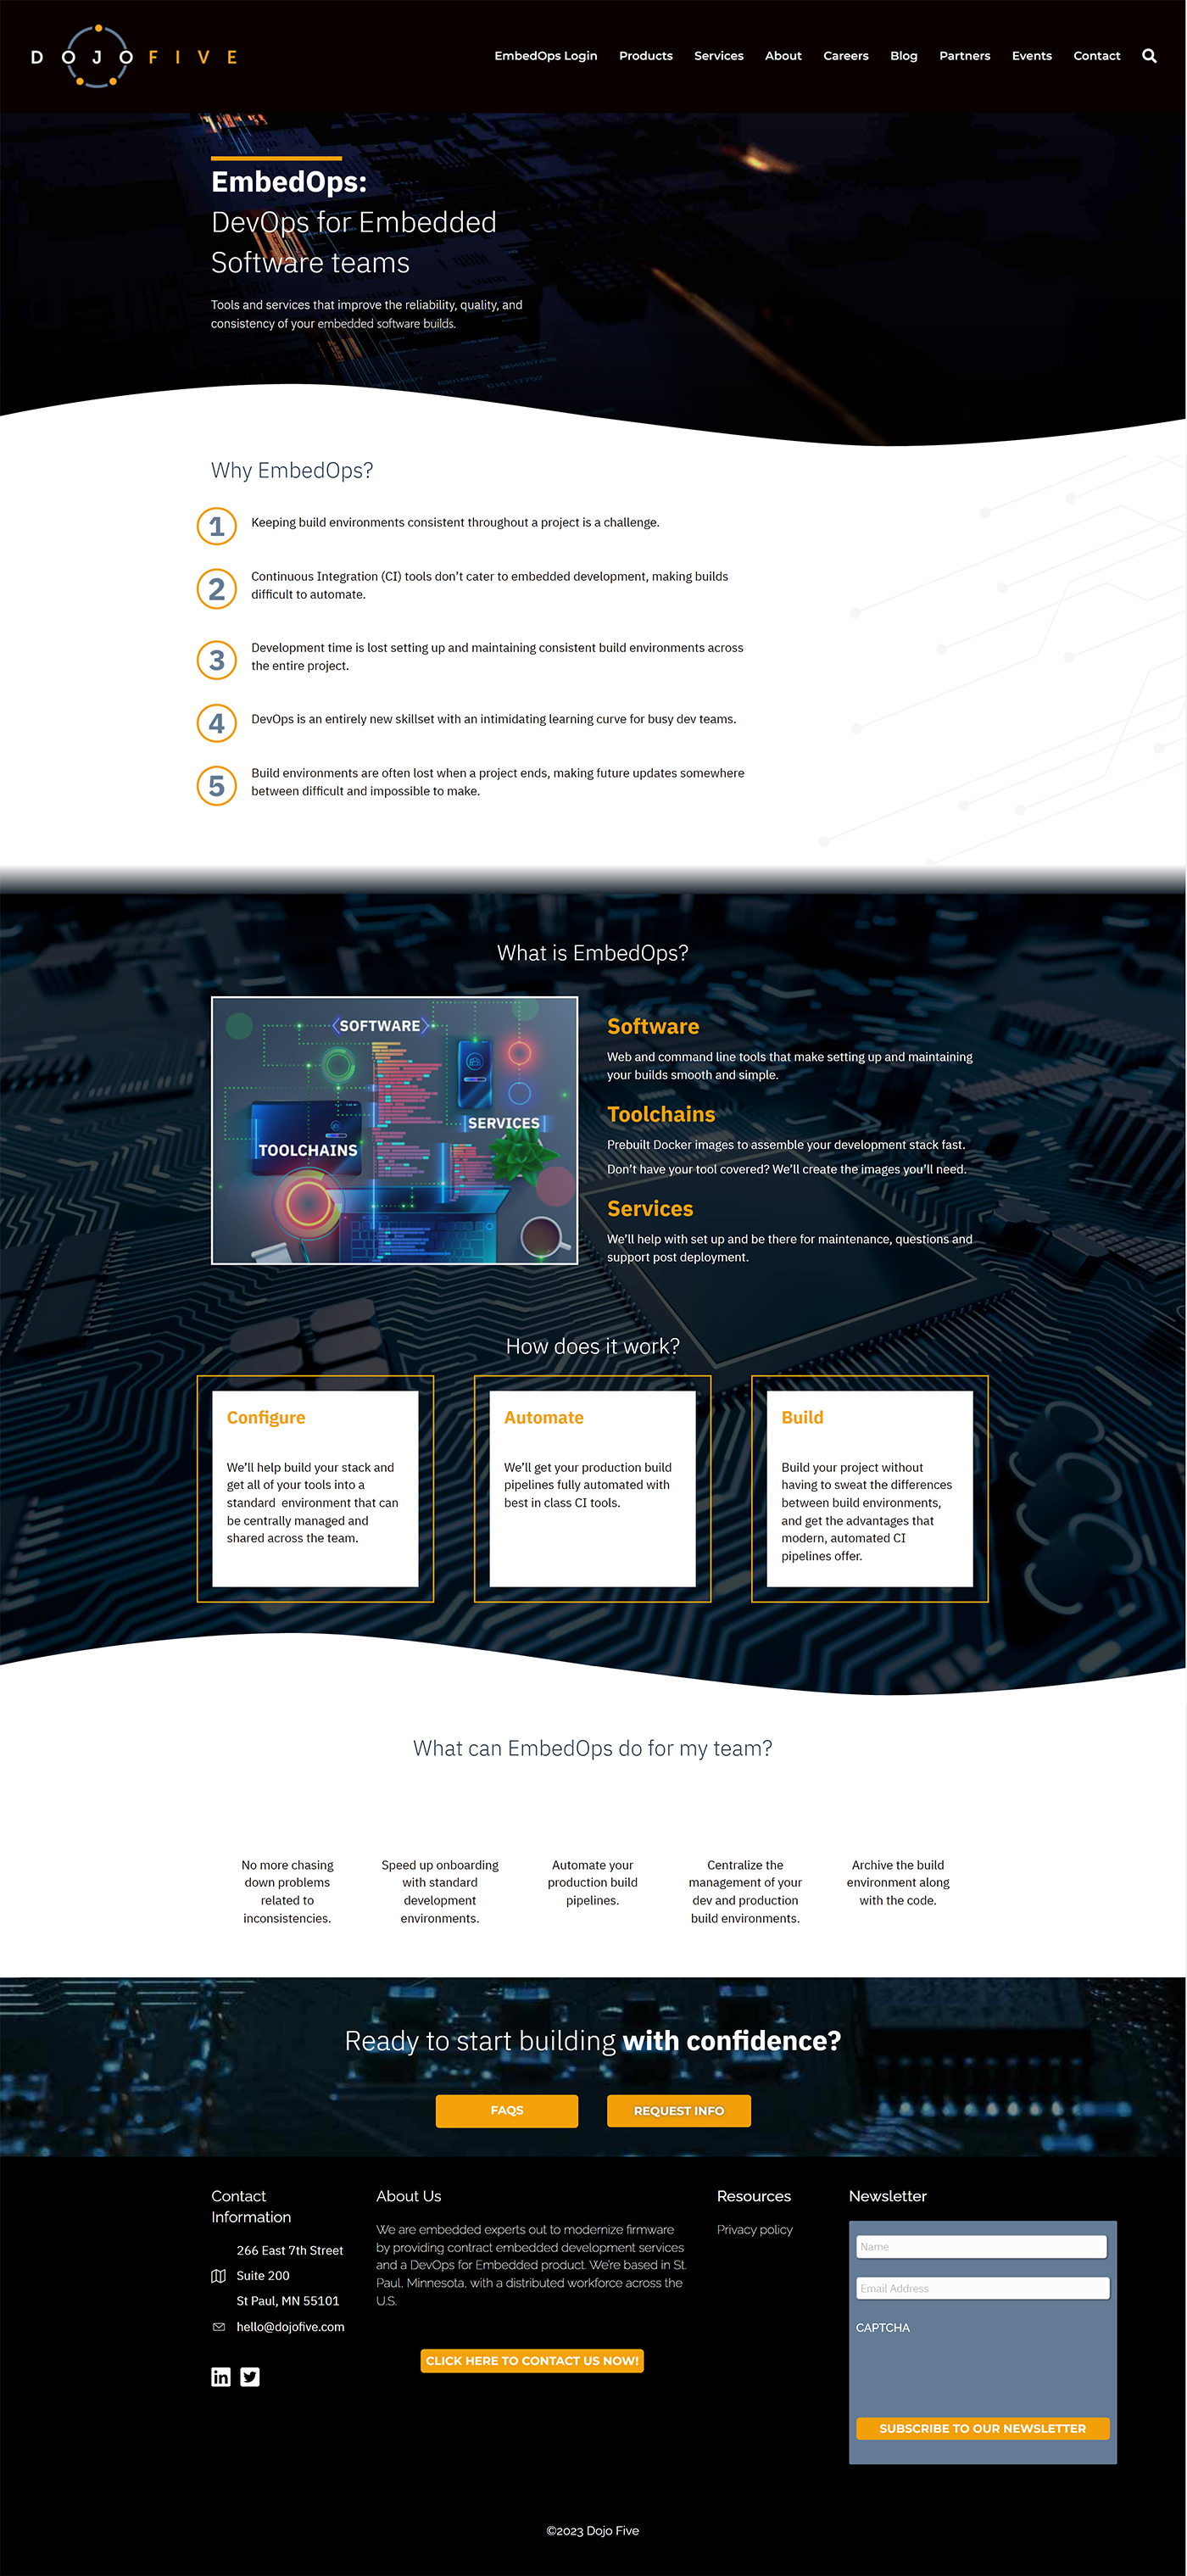 DOJOFIVE
EmbedOps Login Products Services About Careers Blog Partners Events Contact
EmbedOps:
DevOps for Embedded
Software teams
Tools and services that improve the reliability, quality, and
consistency of your embedded software builds.
Why EmbedOps?
1 Keeping build environments consistent throughout a project is a challenge.
2 Continuous Integration (CI) tools don’t cater to embedded development, making builds
difficult to automate.
3 Development time is lost setting up and maintaining consistent build environments across
the entire project.
4 DevOps is an entirely new skillset with an intimidating learning curve for busy dev teams.
5 Build environments are often lost when a project ends, making future updates somewhere
between difficult and impossible to make.
What is EmbedOps?
SOFTWARE
SERVICES
TOOLCHAINS
Software
Web and command line tools that make setting up and maintaining
your builds smooth and simple.
Toolchains
Prebuilt Docker images to assemble your development stack fast.
Don’t have your tool covered? We’ll create the images you’ll need.
Services
We’ll help with set up and be there for maintenance, questions and
support post deployment.
How does it work?
Configure
We’ll help build your stack and
get all of your tools into a
standard environment that can
be centrally managed and
shared across the team.
Automate
We’ll get your production build
pipelines fully automated with
best in class CI tools.
Build
Build your project without
having to sweat the differences
between build environments,
and get the advantages that
modern, automated CI
pipelines offer.
What can EmbedOps do for my team?
No more chasing
down problems
related to
inconsistencies.
Speed up onboarding
with standard
development
environments.
Automate your
production build
pipelines.
Centralize the
management of your
dev and production
build environments.
Archive the build
environment along
with the code.
Ready to start building with confidence?
FAQS
REQUEST INFO
Contact
Information
266 East 7th Street
Suite 200
St Paul, MN 55101
hello@dojofive.com
About Us
We are embedded experts out to modernize firmware
by providing contract embedded development services
and a DevOps for Embedded product. We’re based in St.
Paul, Minnesota, with a distributed workforce across the
U.S.
CLICK HERE TO CONTACT US NOW!
Resources
Privacy policy
Newsletter
Name
Email Address
CAPTCHA
SUBSCRIBE TO OUR NEWSLETTER
©2023 Dojo Five